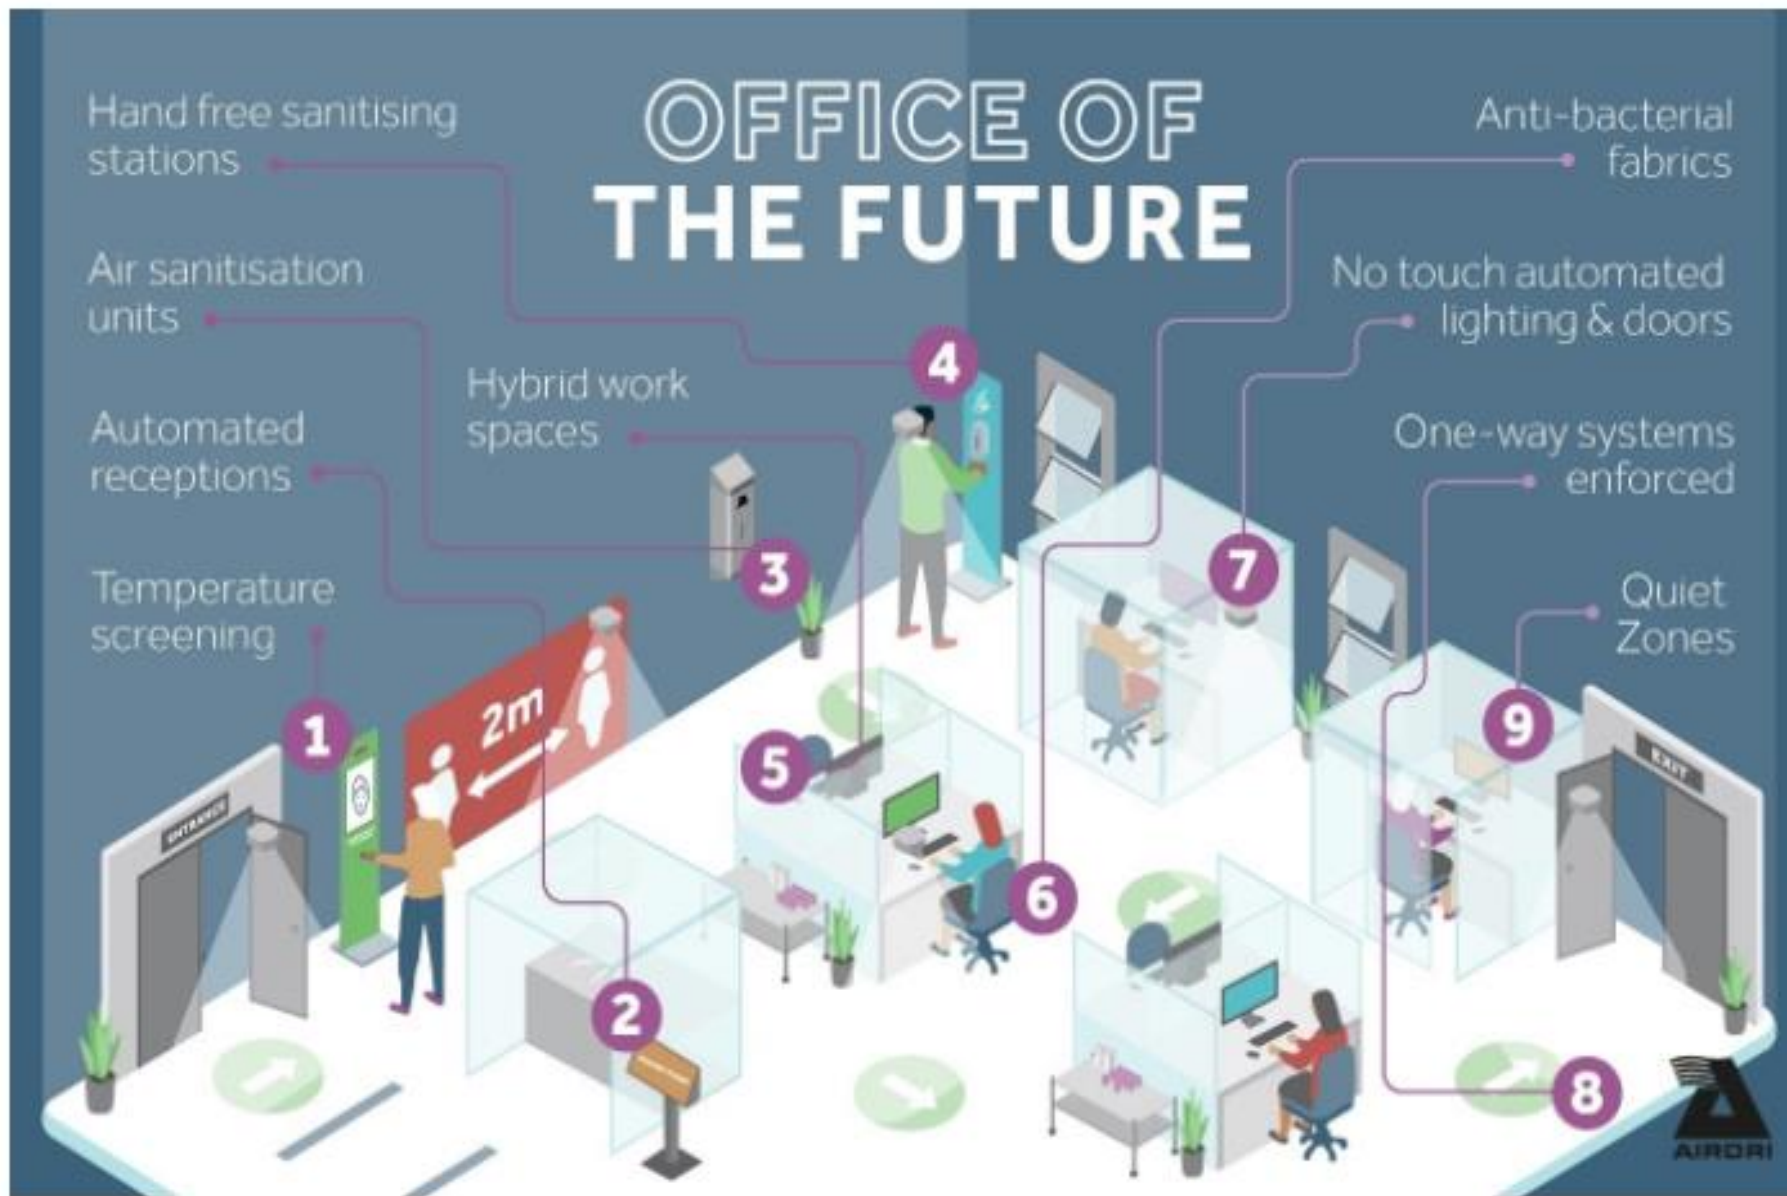 OFFICE OF
THE FUTURE
Hand free sanitising
stations
Air sanitisation
units
Automated
receptions
Temperature
screening
Hybrid work
spaces
Anti-bacterial
fabrics
No touch automated
lighting & doors
One-way systems
enforced
Quiet
Zones
1
2
3
4
5
6
7
8
9
2m
ENTRANCE
EXIT
AIRDRI